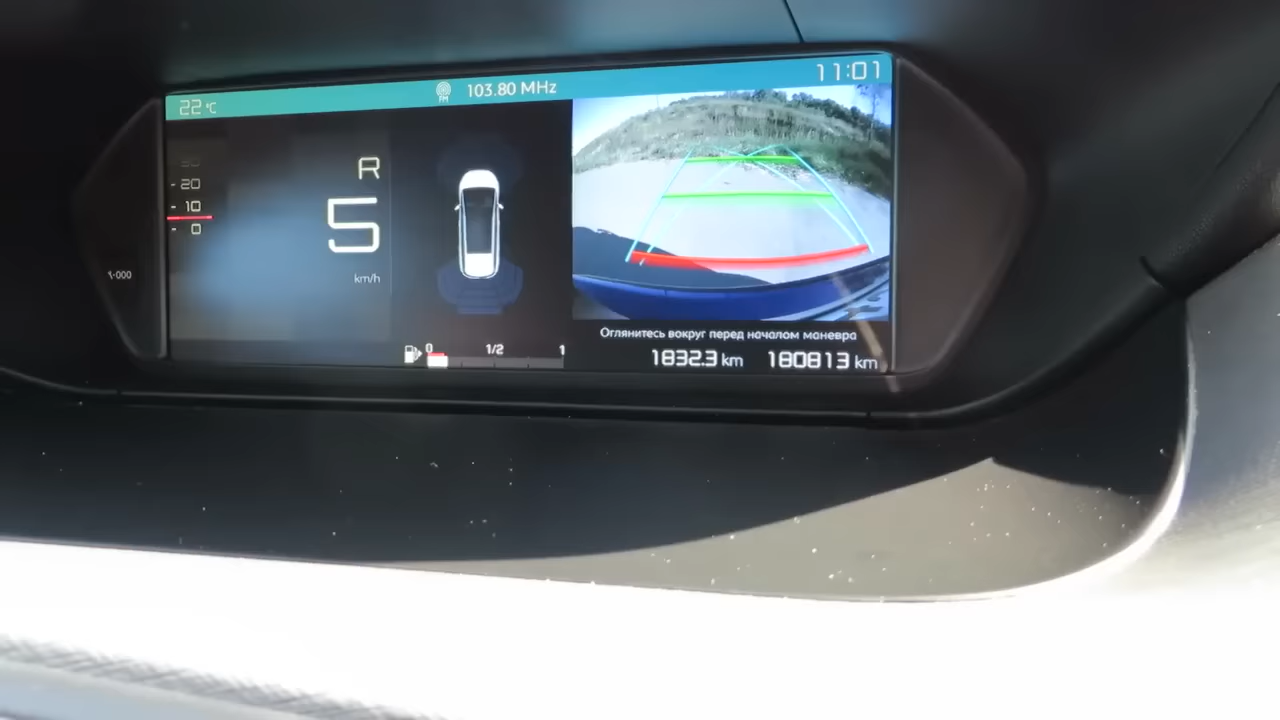 22 °C
FM
103.80 MHz
11:01
- 20
- 10
- 0
R
5
km/h
0 1/2 1
Оглянитесь вокруг перед началом маневра
1832.3 km 180813 km